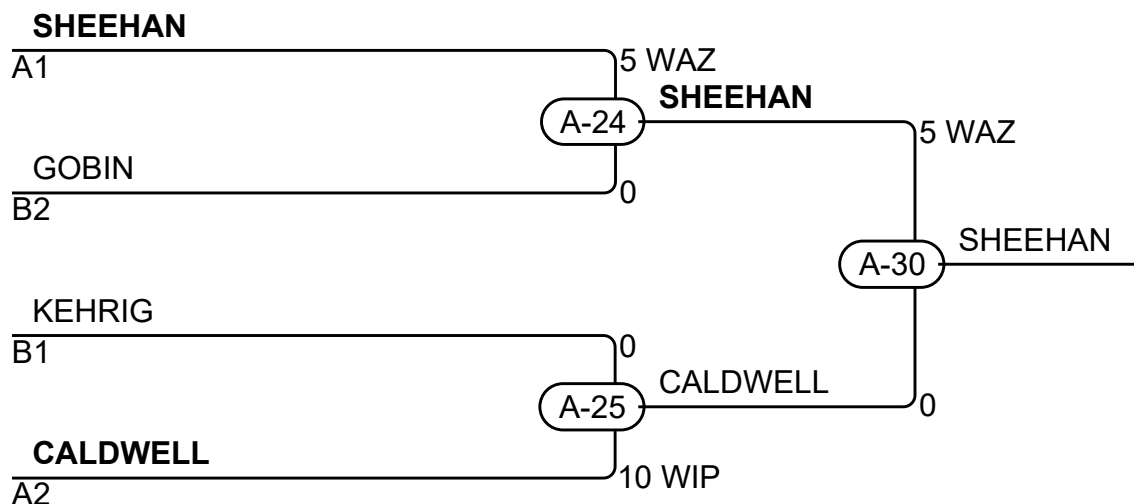 SHEEHAN
A1
5 WAZ
A-24
SHEEHAN
GOBIN
B2
0
5 WAZ
A-30
SHEEHAN
KEHRIG
B1
0
A-25
CALDWELL
0
CALDWELL
A2
10 WIP